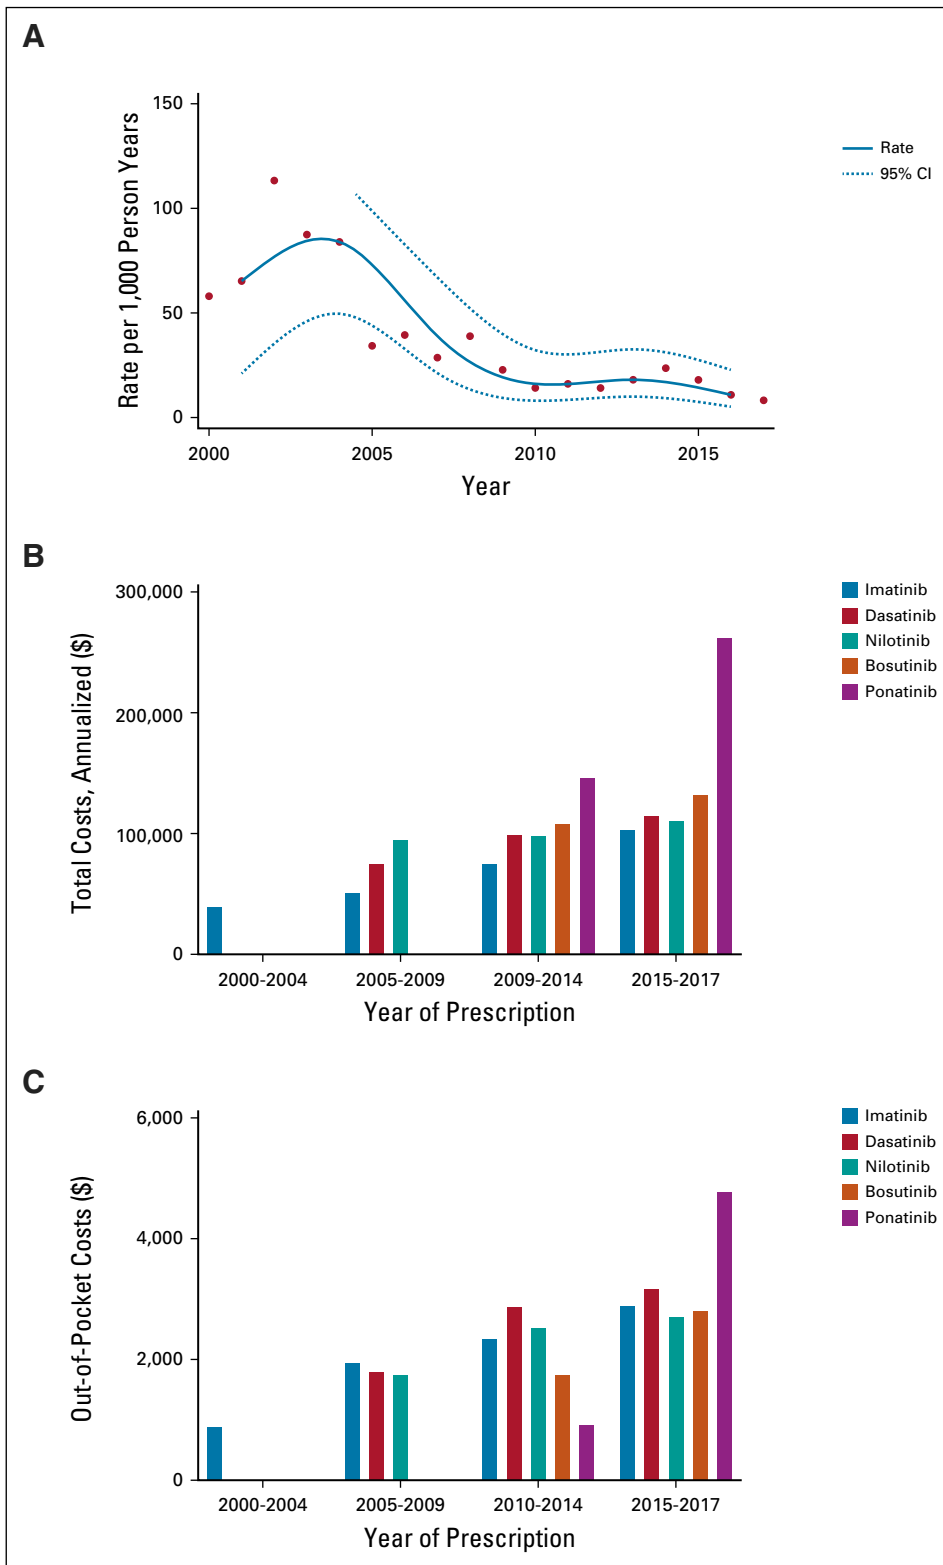 A
Rate per 1,000 Person Years
150
100
50
0
2000
2005
2010
2015
Year
Rate
95% CI
B
Total Costs, Annualized ($)
300,000
200,000
100,000
0
2000-2004
2005-2009
2009-2014
2015-2017
Year of Prescription
Imatinib
Dasatinib
Nilotinib
Bosutinib
Ponatinib
C
Out-of-Pocket Costs ($)
6,000
4,000
2,000
0
2000-2004
2005-2009
2010-2014
2015-2017
Year of Prescription
Imatinib
Dasatinib
Nilotinib
Bosutinib
Ponatinib